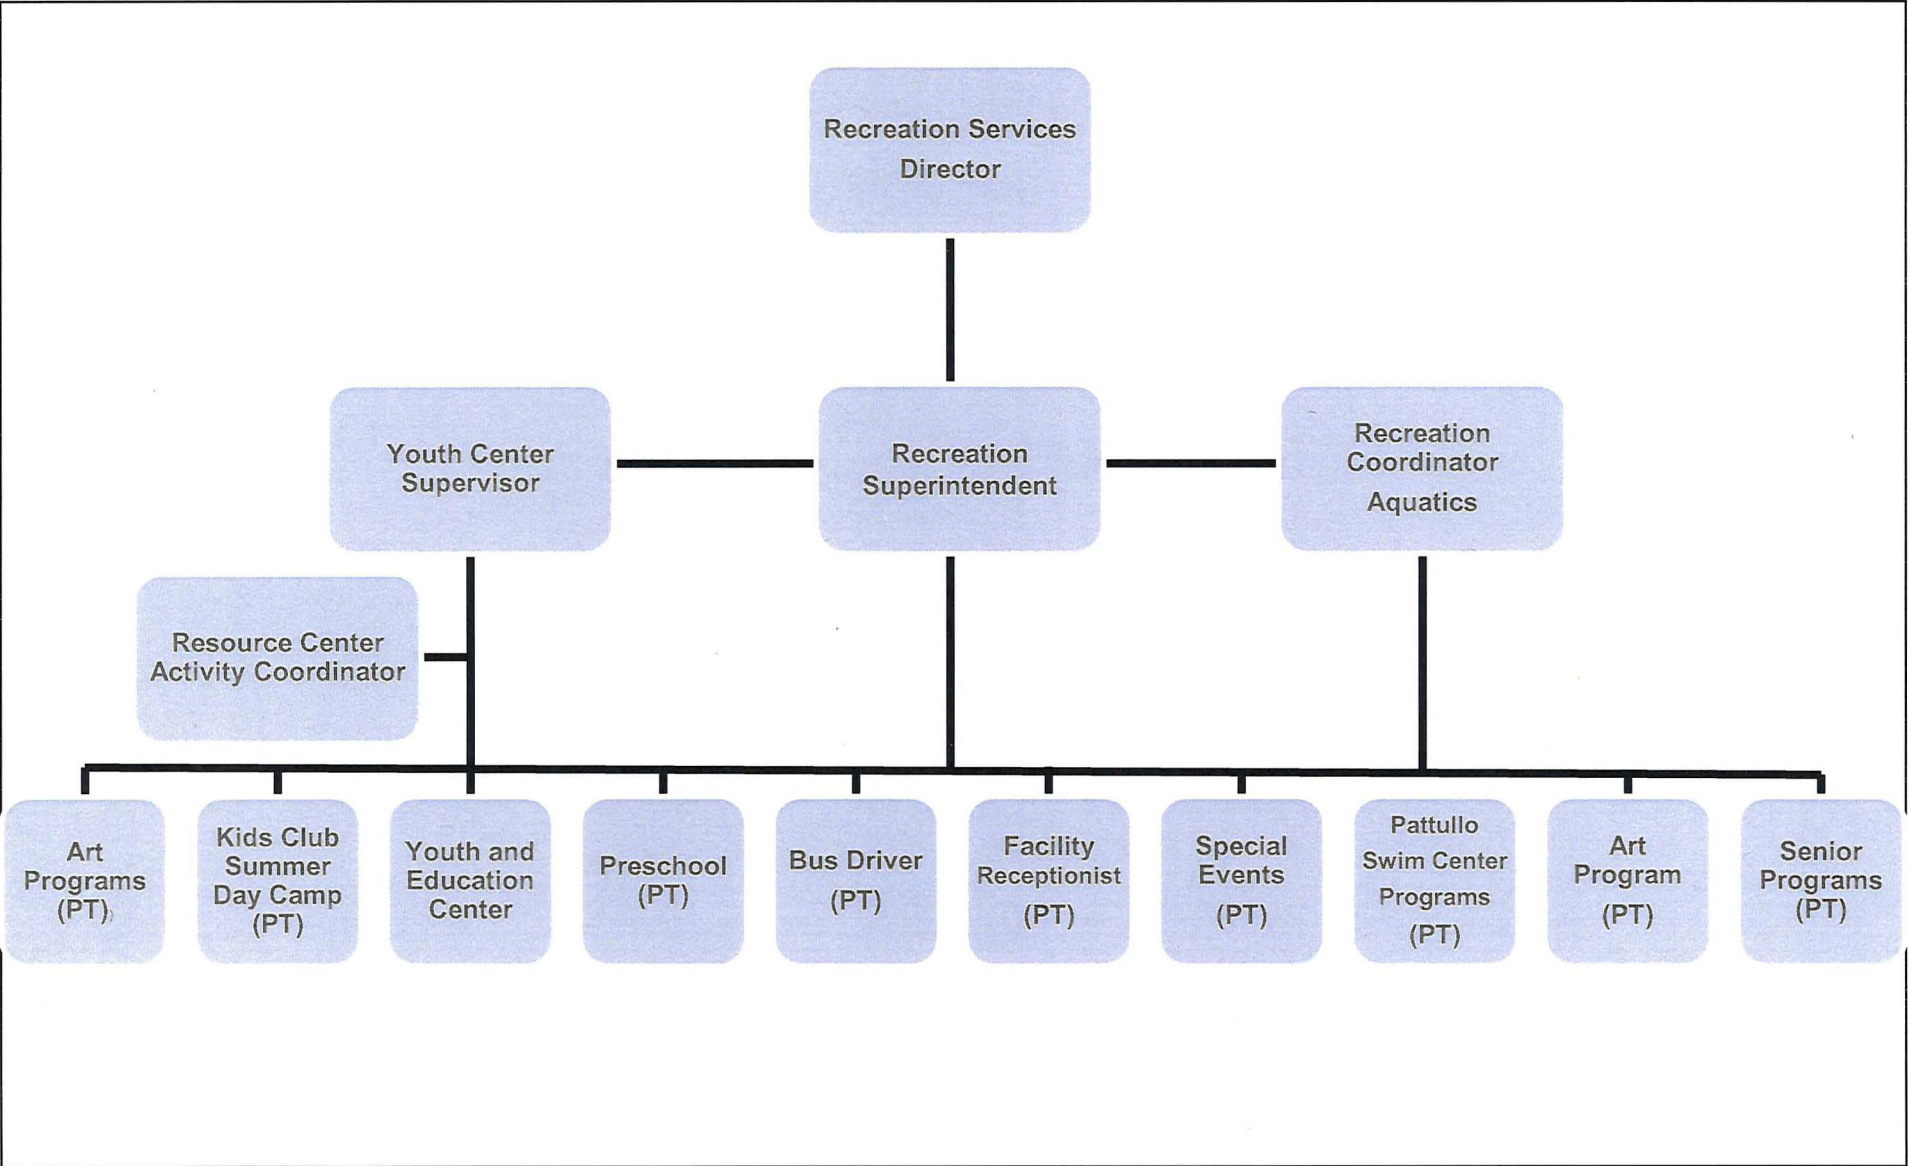 Recreation Services
Director
Youth Center
Supervisor
Recreation
Superintendent
Recreation
Coordinator
Aquatics
Resource Center
Activity Coordinator
Art
Programs
(PT)
Kids Club
Summer
Day Camp
(PT)
Youth and
Education
Center
Preschool
(PT)
Bus Driver
(PT)
Facility
Receptionist
(PT)
Special
Events
(PT)
Pattullo
Swim Center
Programs
(PT)
Art
Program
(PT)
Senior
Programs
(PT)